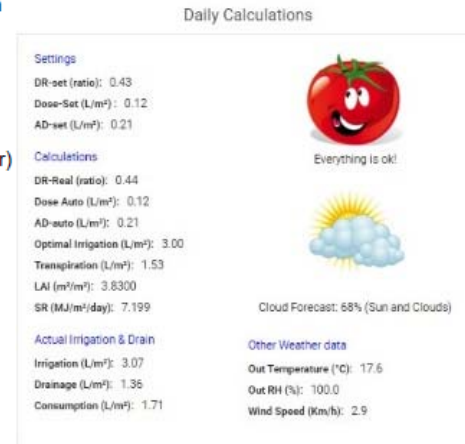 Daily Calculations
Settings
DR-set (ratio): 0.43
Dose-Set (L/m²): 0.12
AD-set (L/m²): 0.21
r)
Calculations
DR-Real (ratio): 0.44
Dose Auto (L/m²): 0.12
AD-auto (L/m²): 0.21
Optimal Irrigation (L/m²): 3.00
Transpiration (L/m²): 1.53
LAI (m²/m²): 3.8300
SR (MJ/m²/day): 7.199
Actual Irrigation & Drain
Irrigation (L/m²): 3.07
Drainage (L/m²): 1.36
Consumption (L/m²): 1.71
Everything is ok!
Cloud Forecast: 68% (Sun and Clouds)
Other Weather data
Out Temperature (°C): 17.6
Out RH (%): 100.0
Wind Speed (Km/h): 2.9